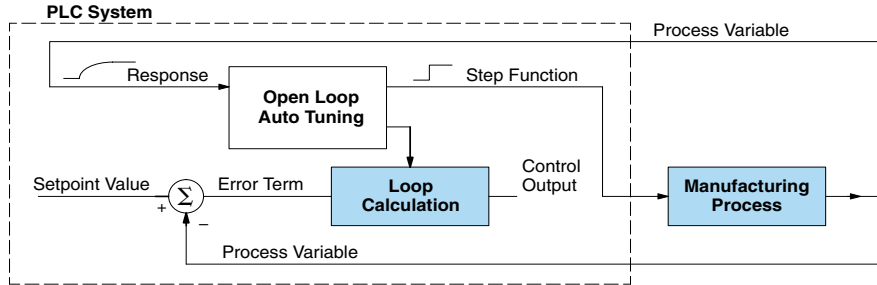 PLC System
Process Variable
Response
Step Function
Open Loop
Auto Tuning
Setpoint Value
+
Σ
−
Error Term
Loop
Calculation
Control
Output
Manufacturing
Process
Process Variable